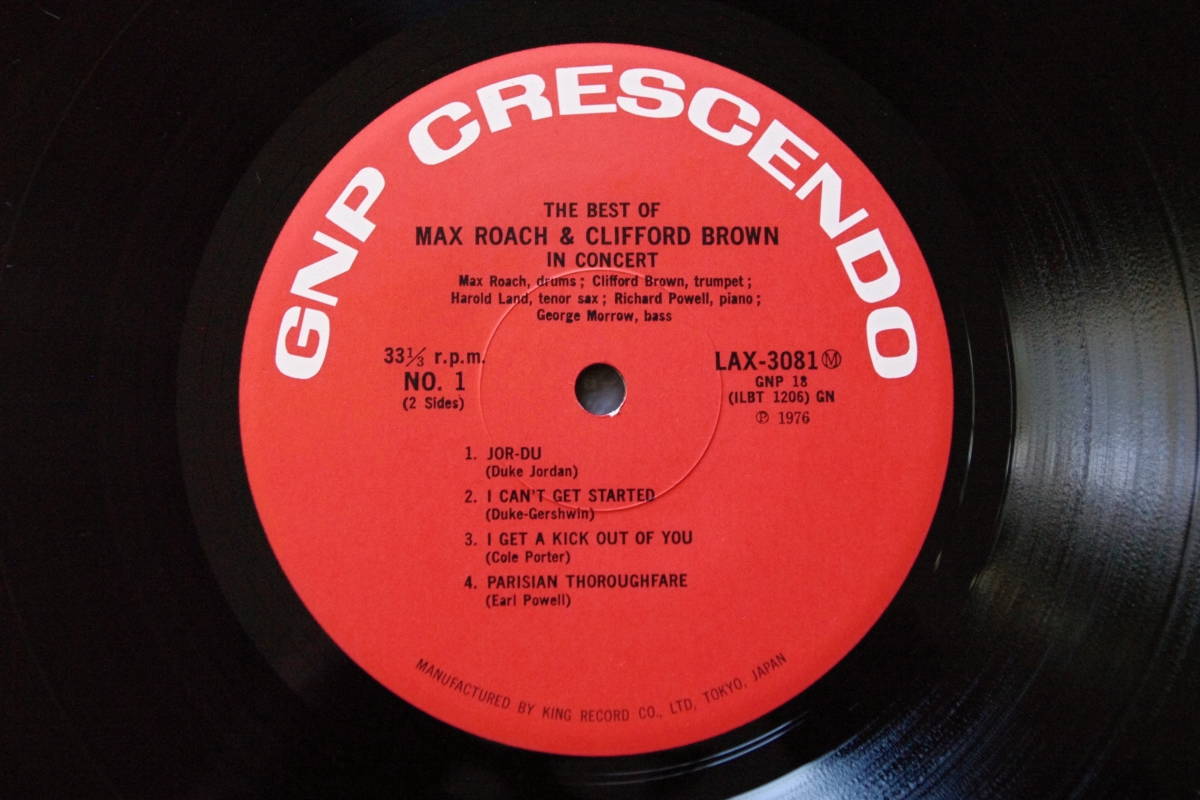 GNP CRESCENDO
THE BEST OF
MAX ROACH & CLIFFORD BROWN
IN CONCERT
Max Roach, drums ; Clifford Brown, trumpet ;
Harold Land, tenor sax ; Richard Powell, piano ;
George Morrow, bass
33⅓ r.p.m.
NO. 1
(2 Sides)
LAX-3081 Ⓜ
GNP 18
(ILBT 1206) GN
℗ 1976
1. JOR-DU
(Duke Jordan)
2. I CAN'T GET STARTED
(Duke-Gershwin)
3. I GET A KICK OUT OF YOU
(Cole Porter)
4. PARISIAN THOROUGHFARE
(Earl Powell)
MANUFACTURED BY KING RECORD CO., LTD, TOKYO, JAPAN